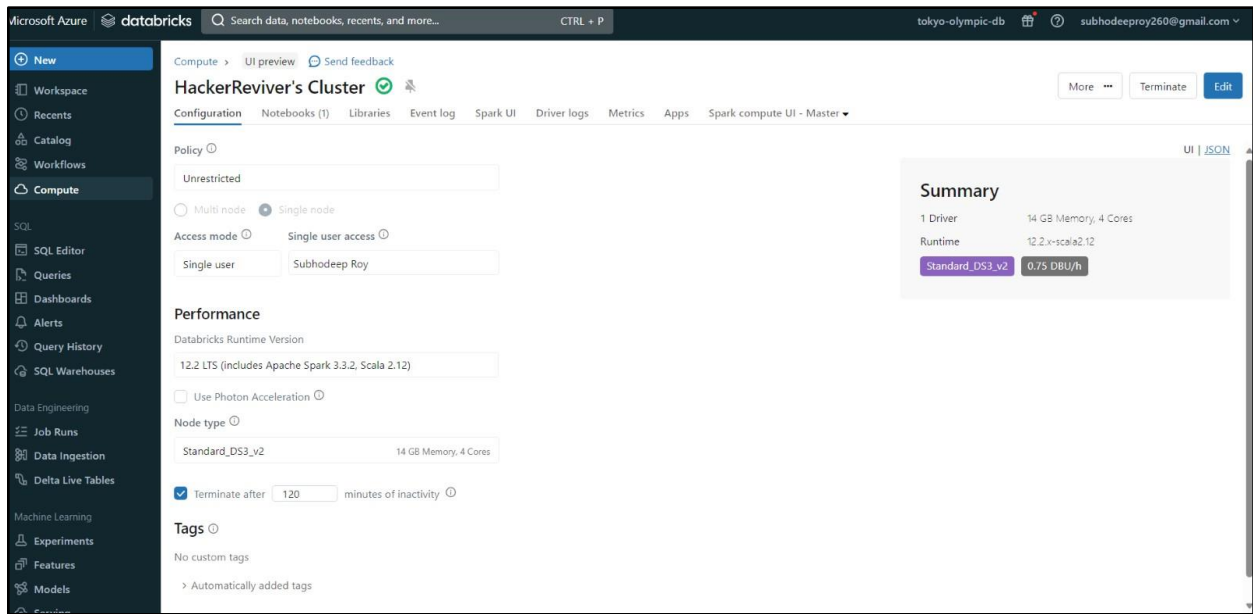 Microsoft Azure databricks Search data, notebooks, recents, and more... CTRL + P tokyo-olympic-db subhodeeproy260@gmail.com
New
Workspace
Recents
Catalog
Workflows
Compute
SQL
SQL Editor
Queries
Dashboards
Alerts
Query History
SQL Warehouses
Data Engineering
Job Runs
Data Ingestion
Delta Live Tables
Machine Learning
Experiments
Features
Models
Serving
Compute > UI preview Send feedback
HackerReviver's Cluster
More ... Terminate Edit
Configuration Notebooks (1) Libraries Event log Spark UI Driver logs Metrics Apps Spark compute UI - Master
UI | JSON
Policy
Unrestricted
Multi node Single node
Access mode Single user access
Single user Subhodeep Roy
Performance
Databricks Runtime Version
12.2 LTS (includes Apache Spark 3.3.2, Scala 2.12)
Use Photon Acceleration
Node type
Standard_DS3_v2 14 GB Memory, 4 Cores
Terminate after 120 minutes of inactivity
Tags
No custom tags
> Automatically added tags
Summary
1 Driver 14 GB Memory, 4 Cores
Runtime 12.2.x-scala2.12
Standard_DS3_v2 0.75 DBU/h